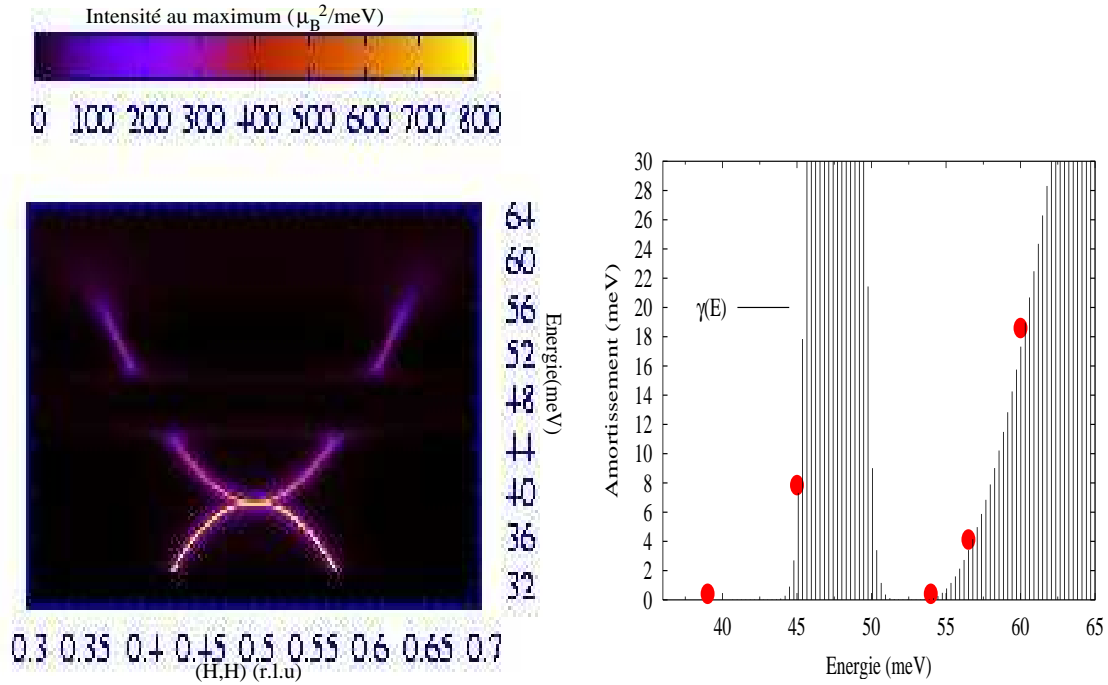 Intensité au maximum (μB²/meV)
0 100 200 300 400 500 600 700 800
64
60
56
52
48
44
40
36
32
Energie(meV)
0.3 0.35 0.4 0.45 0.5 0.55 0.6 0.65 0.7
(H,H) (r.l.u)
30
28
26
24
22
20
18
16
14
12
10
8
6
4
2
0
Amortissement (meV)
γ(E)
40 45 50 55 60 65
Energie (meV)